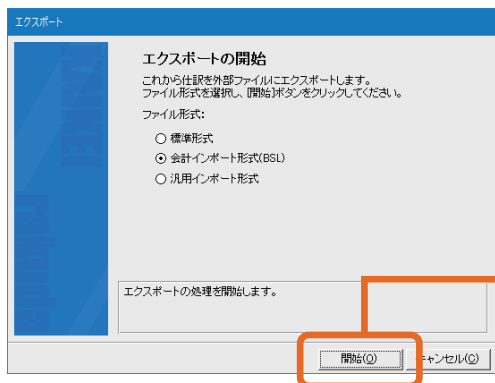 エクスポート
エクスポートの開始
これから仕訳を外部ファイルにエクスポートします。
ファイル形式を選択し、[開始]ボタンをクリックしてください。
ファイル形式:
標準形式
会計インポート形式(BSL)
汎用インポート形式
エクスポートの処理を開始します。
開始(O) キャンセル(C)
KAIKEI
rakuuda